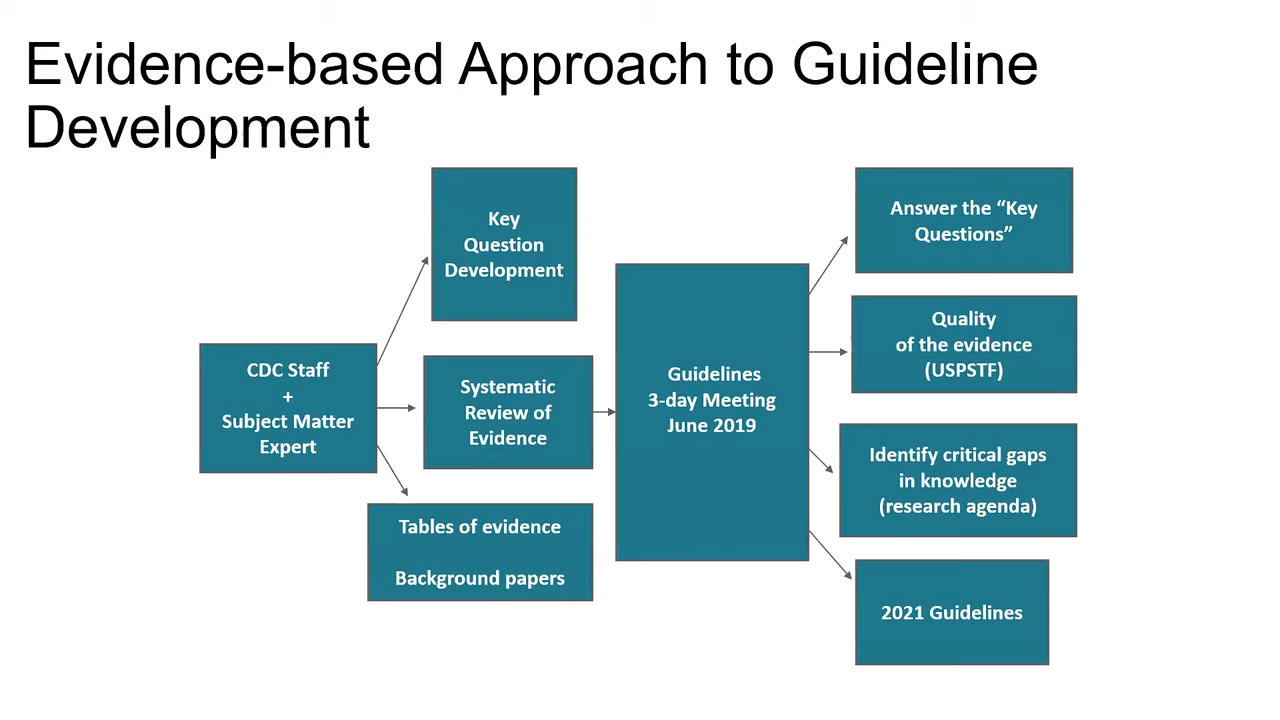 Evidence-based Approach to Guideline
Development
CDC Staff
+
Subject Matter
Expert
Key
Question
Development
Systematic
Review of
Evidence
Tables of evidence
Background papers
Guidelines
3-day Meeting
June 2019
Answer the “Key
Questions”
Quality
of the evidence
(USPSTF)
Identify critical gaps
in knowledge
(research agenda)
2021 Guidelines